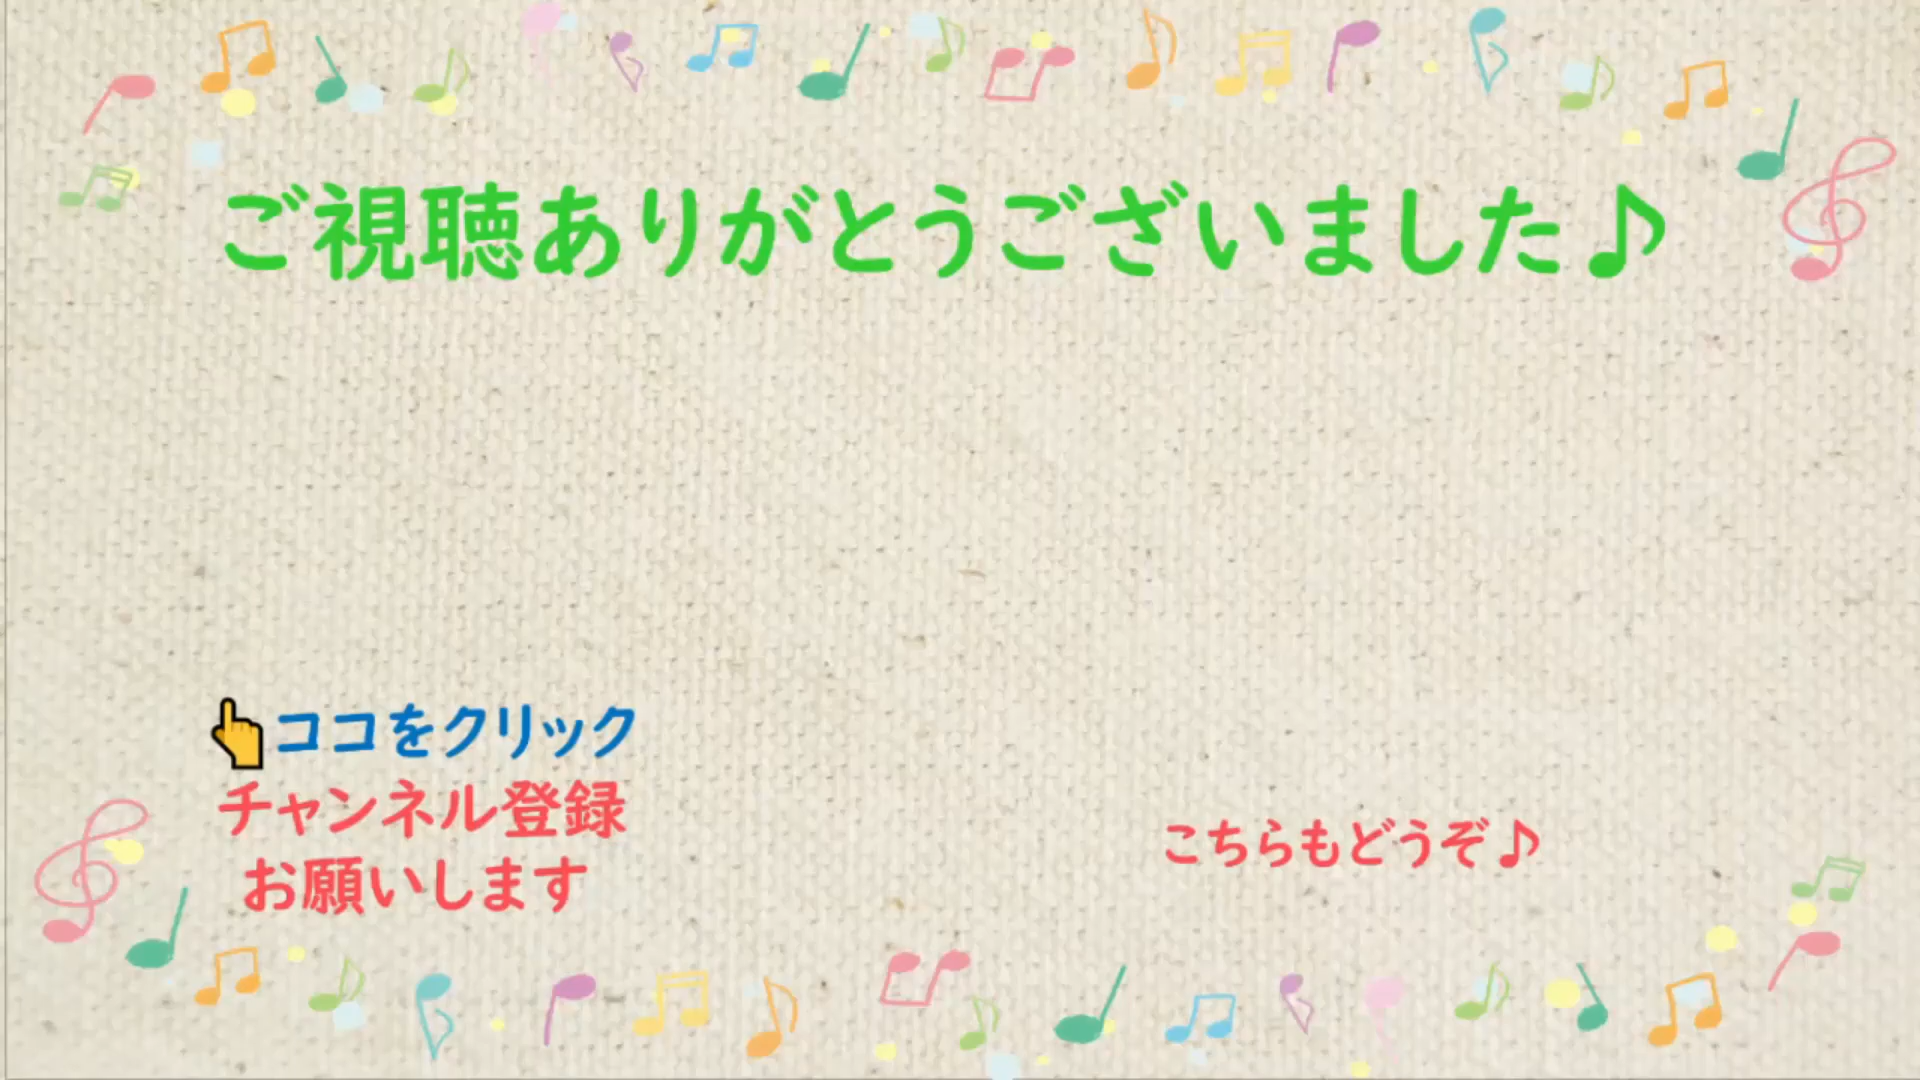 ご視聴ありがとうございました♪
ココをクリック
チャンネル登録
お願いします
こちらもどうぞ♪